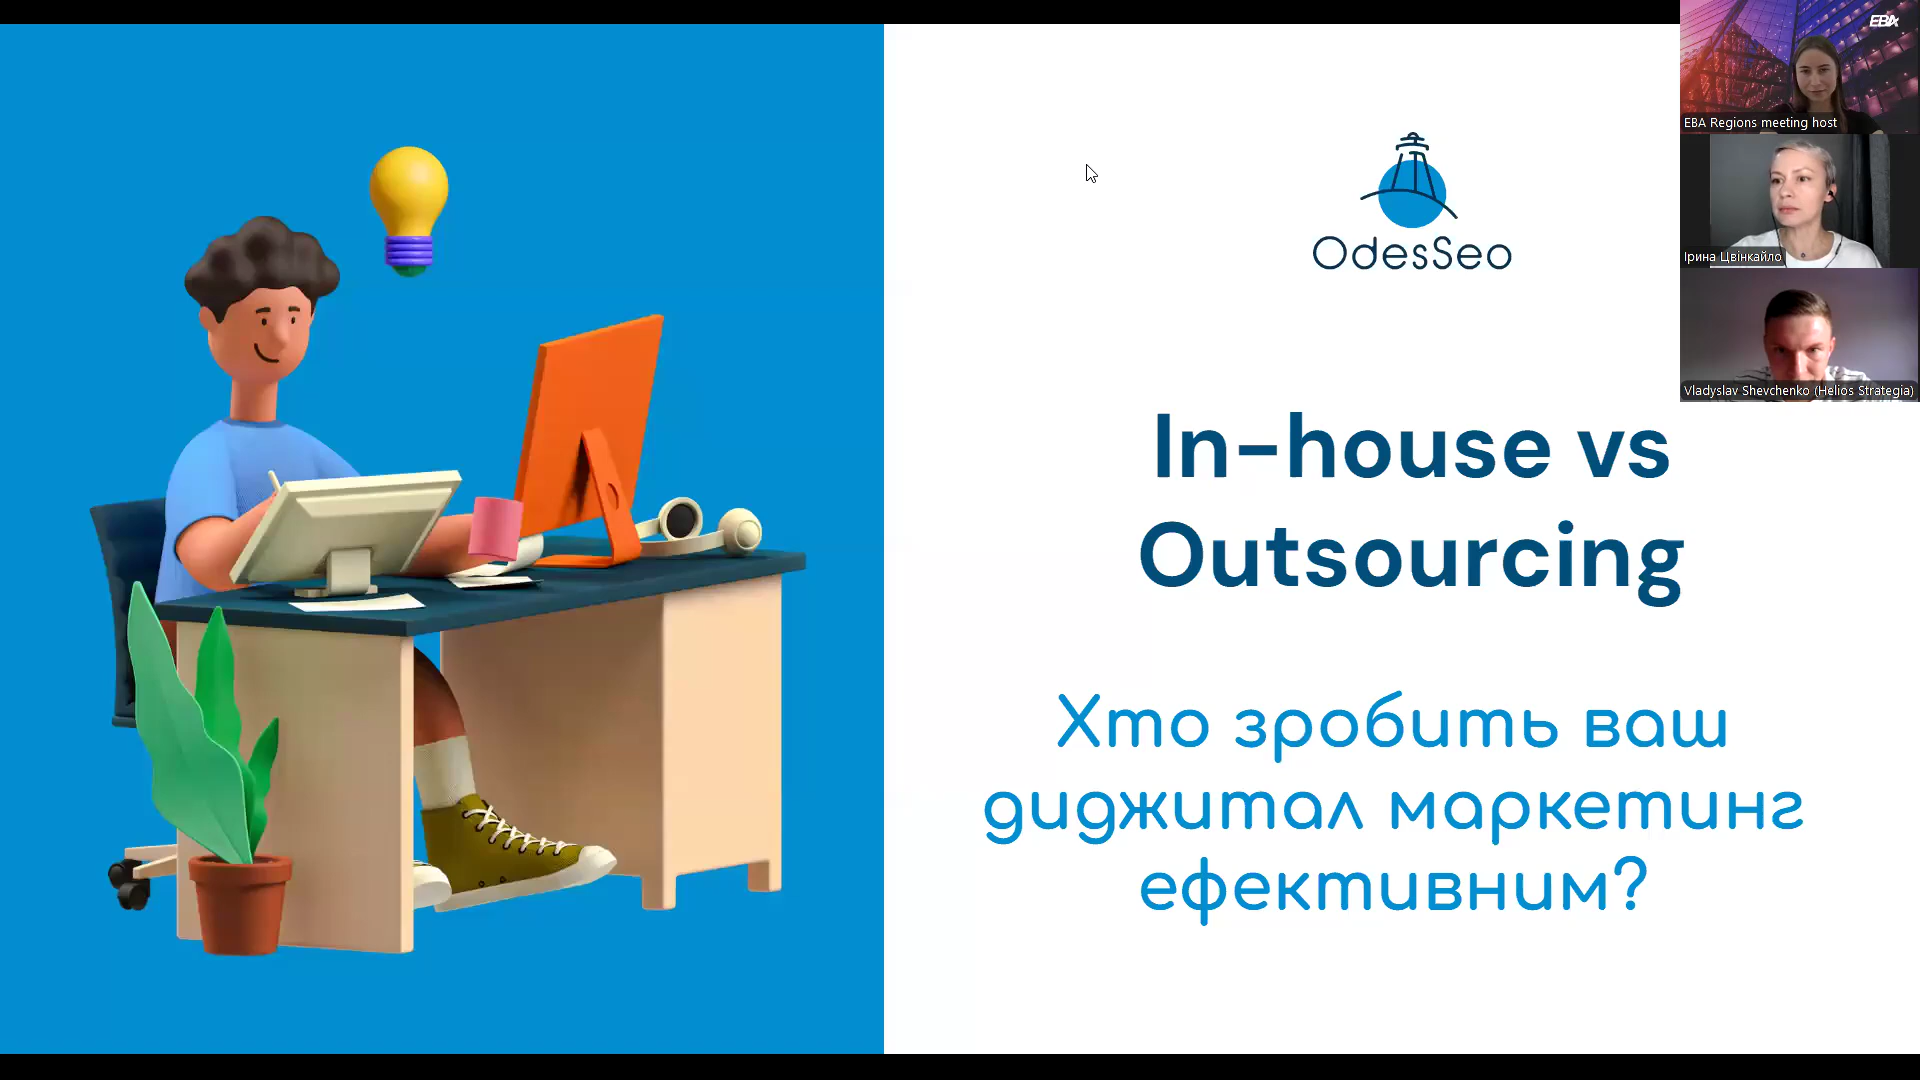 OdesSeo
In-house vs
Outsourcing
Хто зробить ваш
диджитал маркетинг
ефективним?
EBA
EBA Regions meeting host
Ірина Цвінкайло
Vladyslav Shevchenko (Helios Strategia)